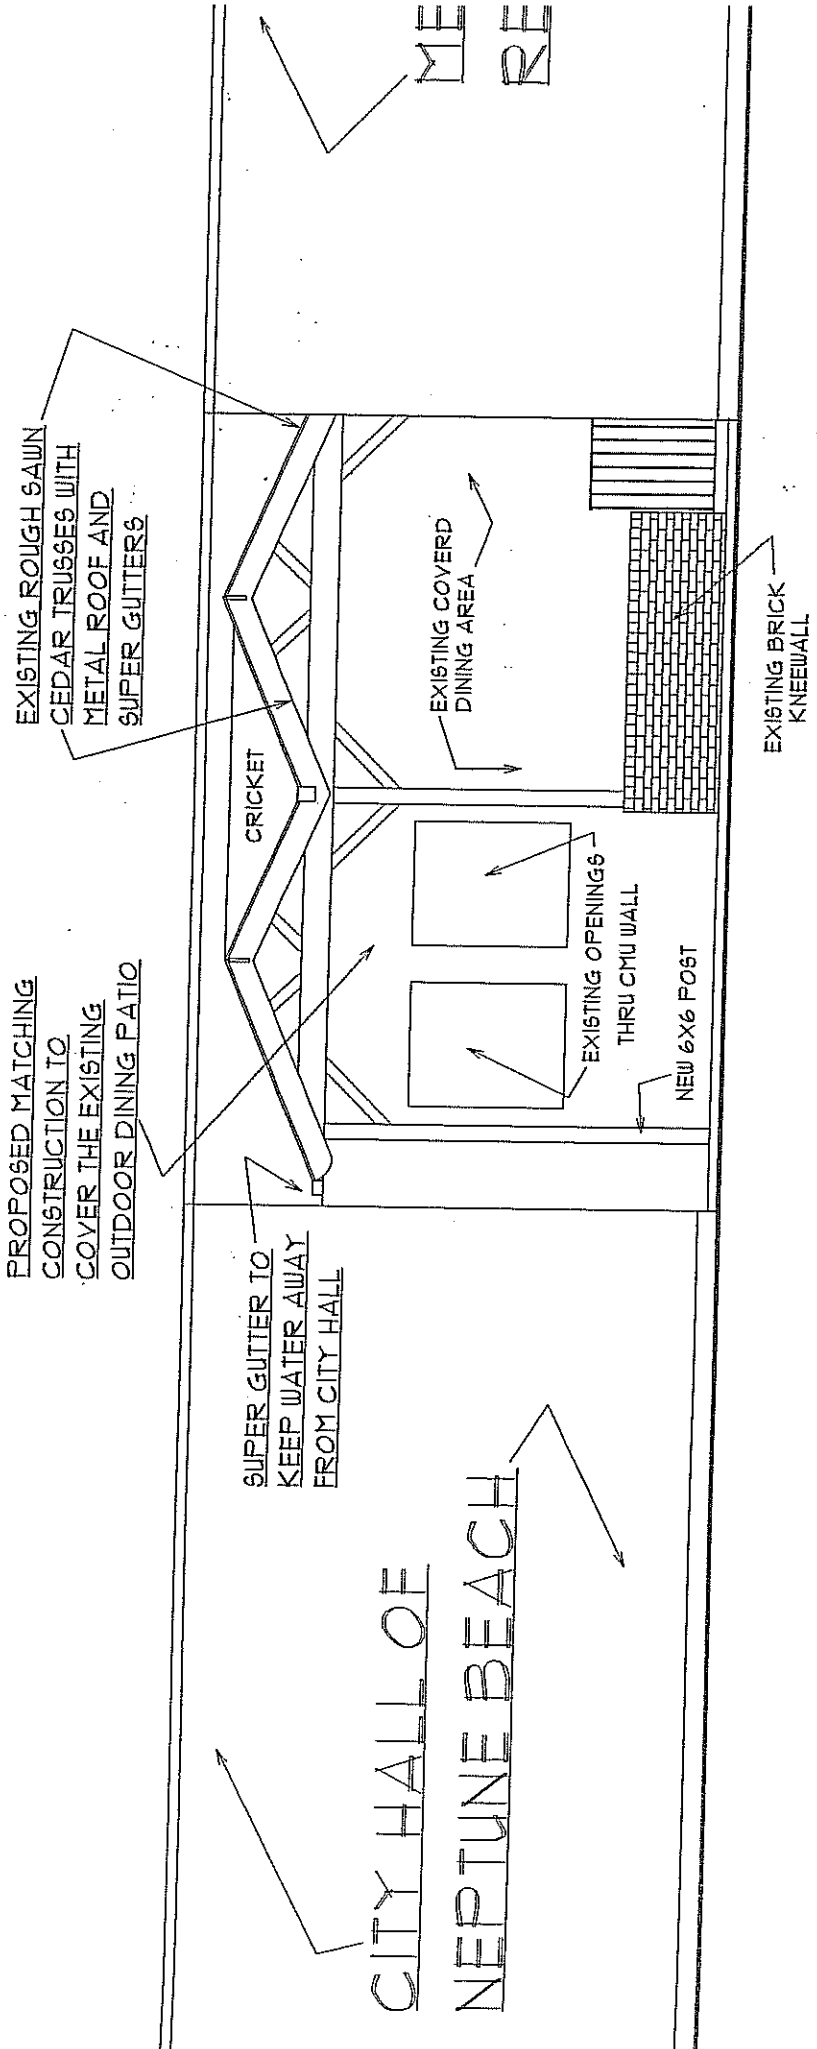 PROPOSED MATCHING
CONSTRUCTION TO
COVER THE EXISTING
OUTDOOR DINING PATIO
EXISTING ROUGH SAWN
CEDAR TRUSSES WITH
METAL ROOF AND
SUPER GUTTERS
SUPER GUTTER TO
KEEP WATER AWAY
FROM CITY HALL
CRICKET
CITY HALL OF
NEPTUNE BEACH
EXISTING COVERD
DINING AREA
EXISTING OPENINGS
THRU CMU WALL
NEW 6X6 POST
EXISTING BRICK
KNEEWALL
ME
RE